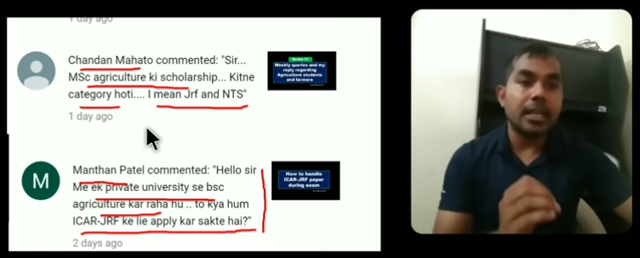 1 day ago
Chandan Mahato commented: "Sir...
MSc agriculture ki scholarship... Kitne
category hoti.... I mean Jrf and NTS"
1 day ago
Series 11
Weekly queries and my
reply regarding
Agriculture students
and farmers
M
Manthan Patel commented: "Hello sir
Me ek private university se bsc
agriculture kar raha hu .. to kya hum
ICAR-JRF ke lie apply kar sakte hai?"
2 days ago
How to handle
ICAR-JRF paper
during exam